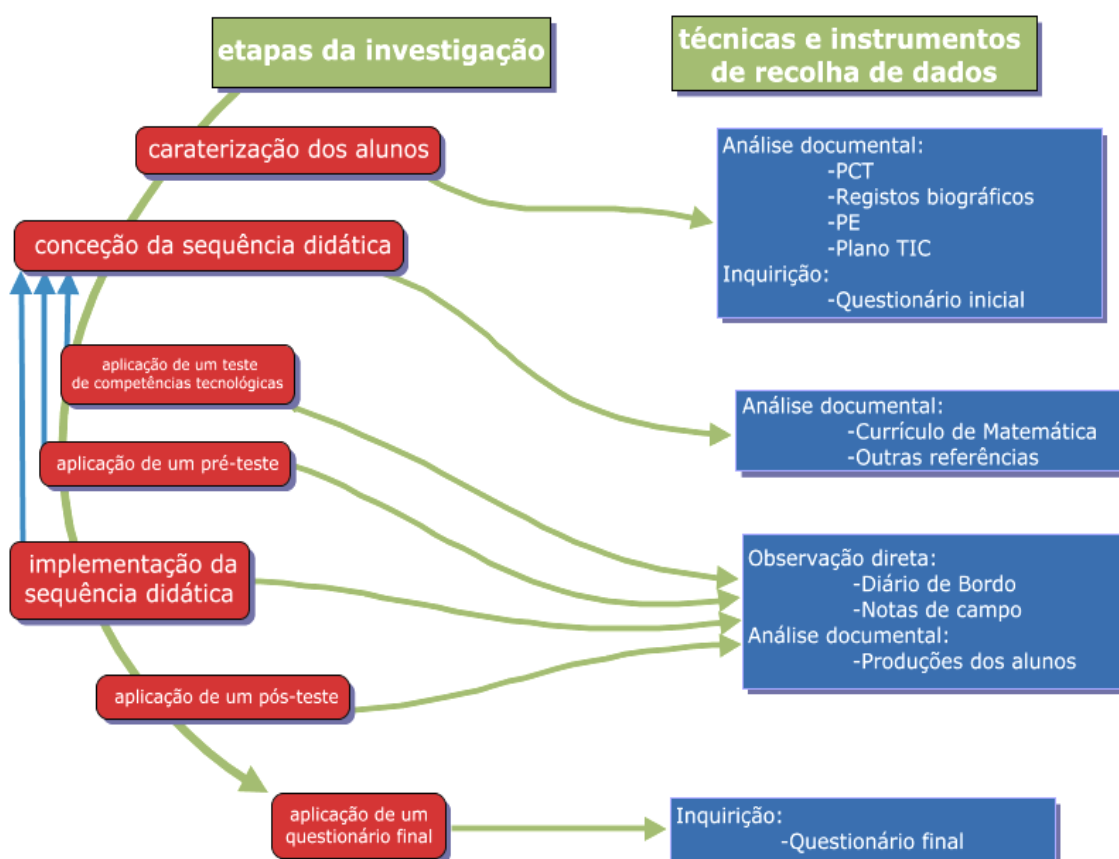 etapas da investigação
técnicas e instrumentos
de recolha de dados
caraterização dos alunos
Análise documental:
-PCT
-Registos biográficos
-PE
-Plano TIC
Inquirição:
-Questionário inicial
conceção da sequência didática
aplicação de um teste
de competências tecnológicas
Análise documental:
-Currículo de Matemática
-Outras referências
aplicação de um pré-teste
implementação da
sequência didática
Observação direta:
-Diário de Bordo
-Notas de campo
Análise documental:
-Produções dos alunos
aplicação de um pós-teste
aplicação de um
questionário final
Inquirição:
-Questionário final